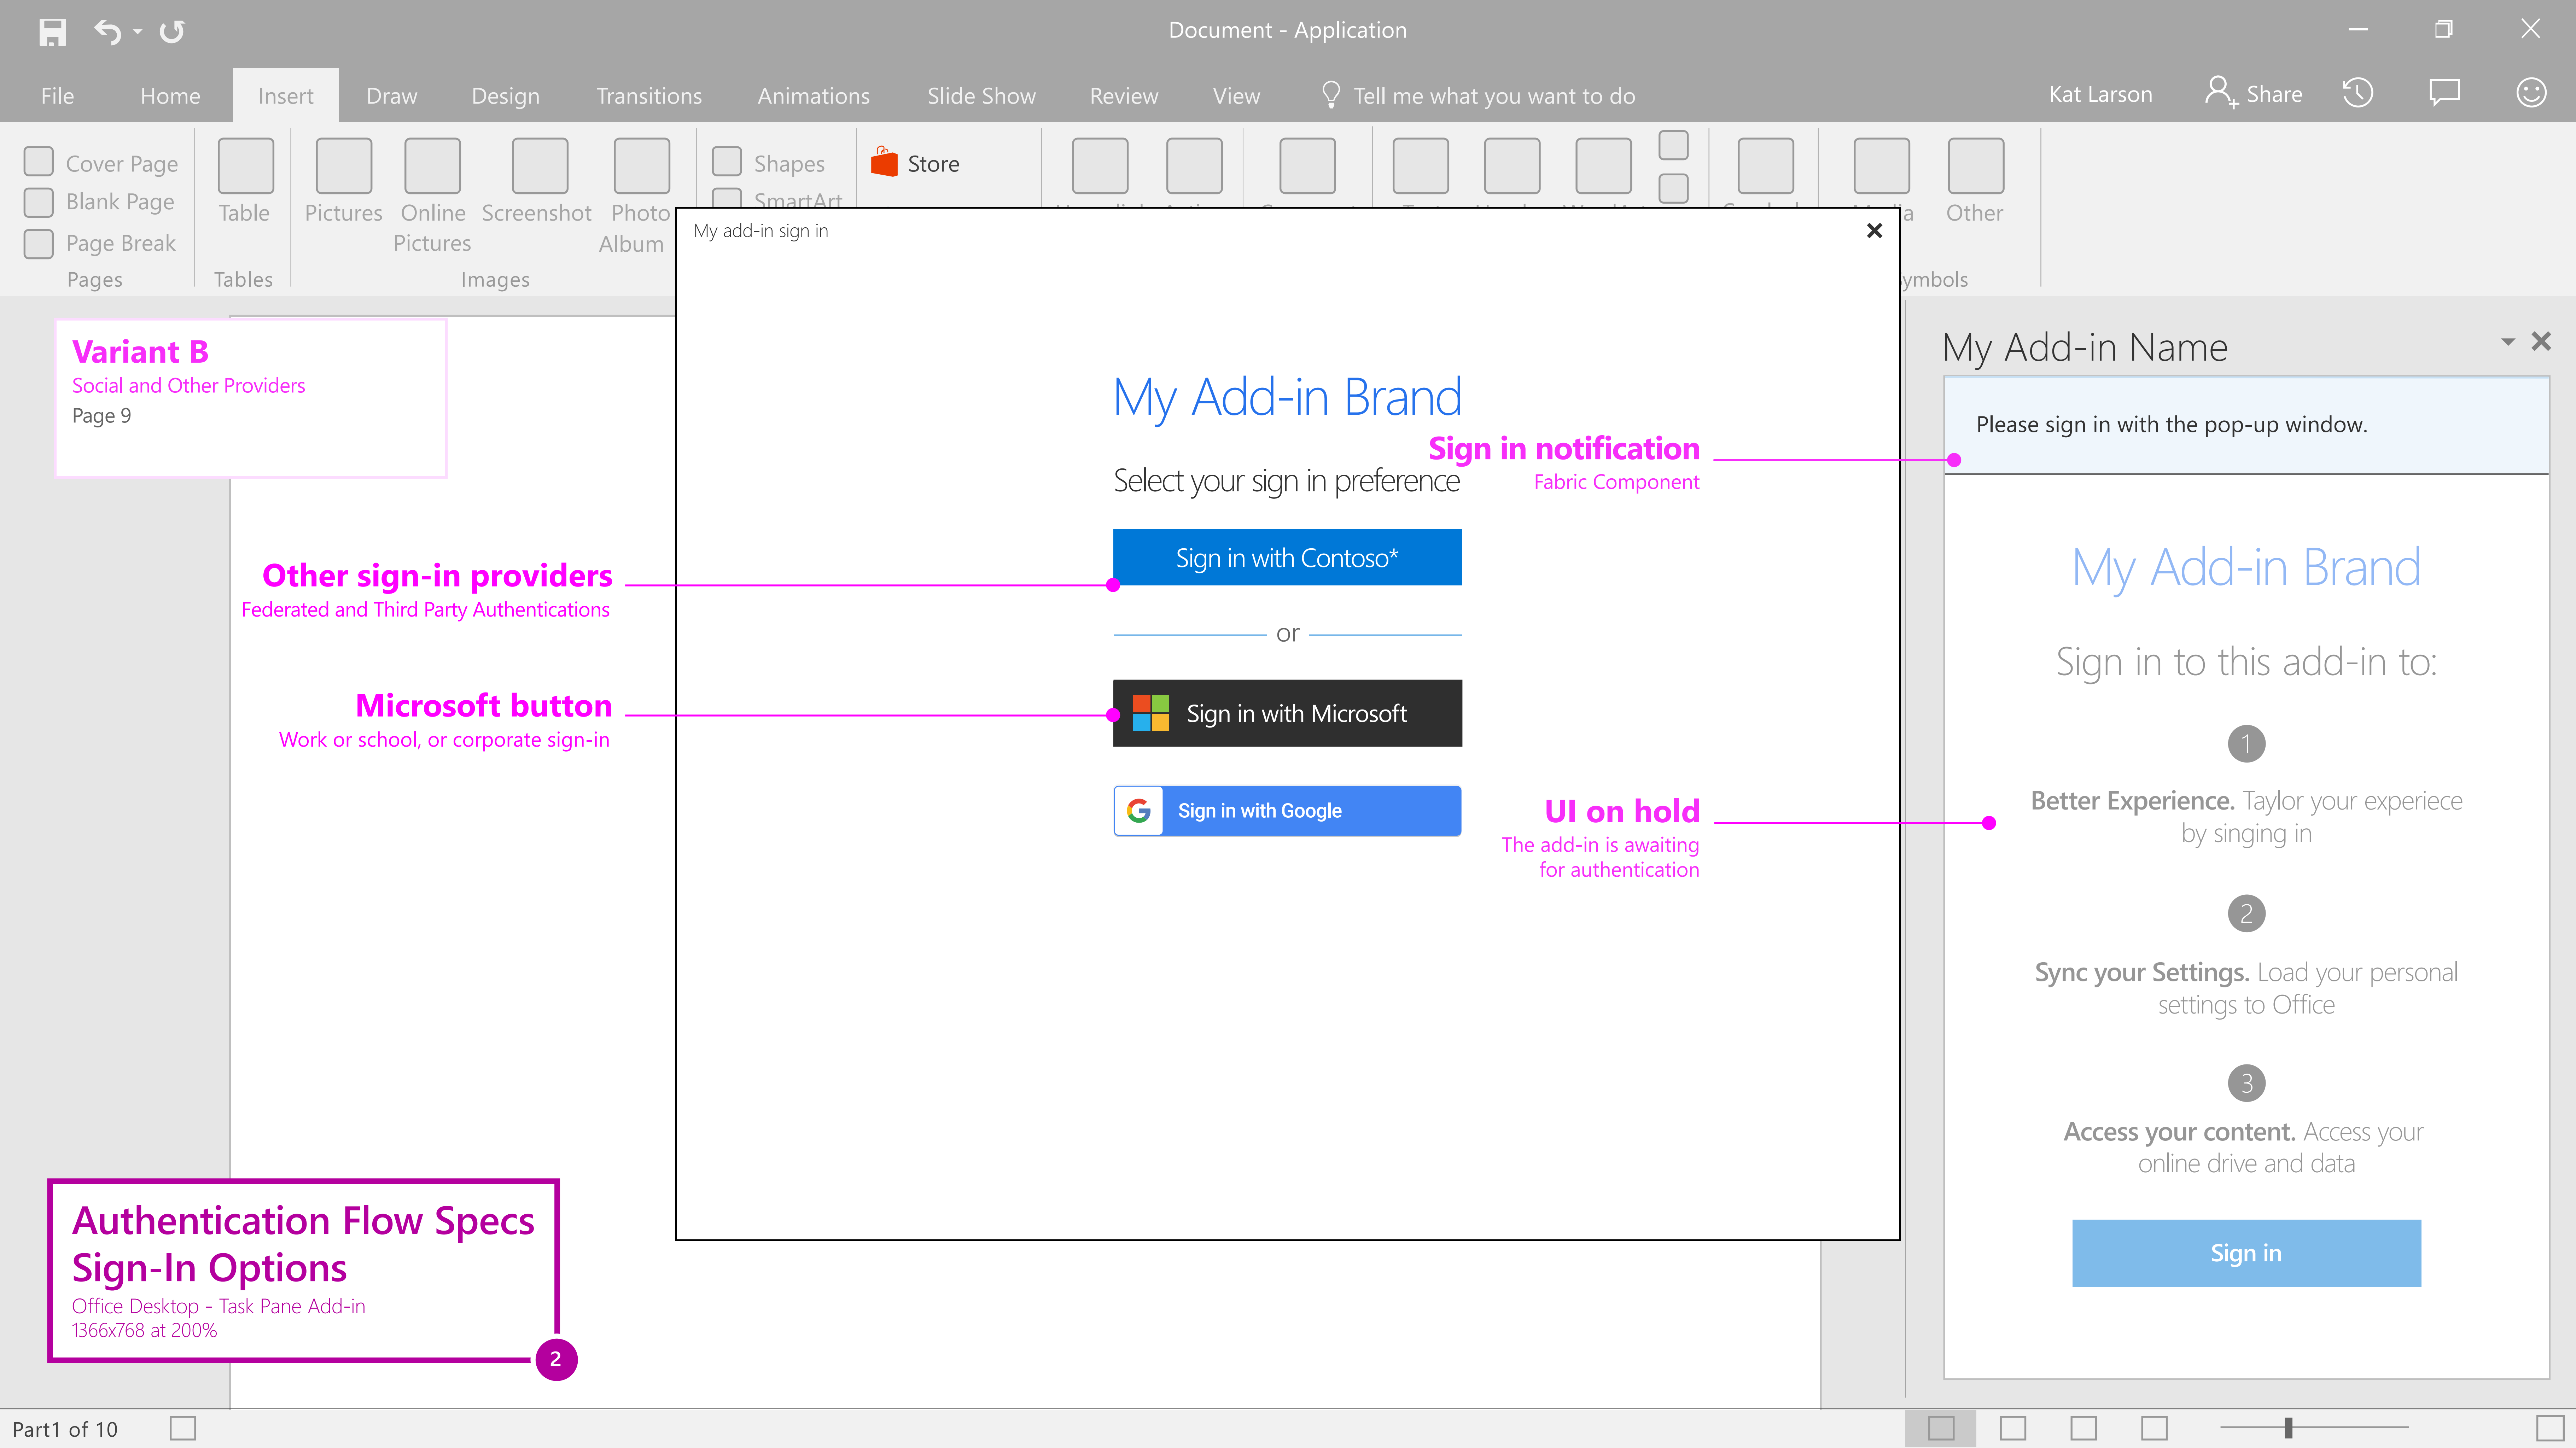 Document - Application
File
Home
Insert
Draw
Design
Transitions
Animations
Slide Show
Review
View
Tell me what you want to do
Kat Larson
Share
Cover Page
Blank Page
Page Break
Pages
Table
Tables
Pictures
Online
Pictures
Screenshot
Photo
Album
Images
Shapes
SmartArt
Store
Other
ymbols
My add-in sign in
Variant B
Social and Other Providers
Page 9
My Add-in Brand
Select your sign in preference
Sign in with Contoso*
or
Sign in with Microsoft
Sign in with Google
Sign in notification
Fabric Component
Other sign-in providers
Federated and Third Party Authentications
Microsoft button
Work or school, or corporate sign-in
UI on hold
The add-in is awaiting
for authentication
My Add-in Name
Please sign in with the pop-up window.
My Add-in Brand
Sign in to this add-in to:
1
Better Experience. Taylor your experiece
by singing in
2
Sync your Settings. Load your personal
settings to Office
3
Access your content. Access your
online drive and data
Sign in
Authentication Flow Specs
Sign-In Options
Office Desktop - Task Pane Add-in
1366x768 at 200%
2
Part1 of 10